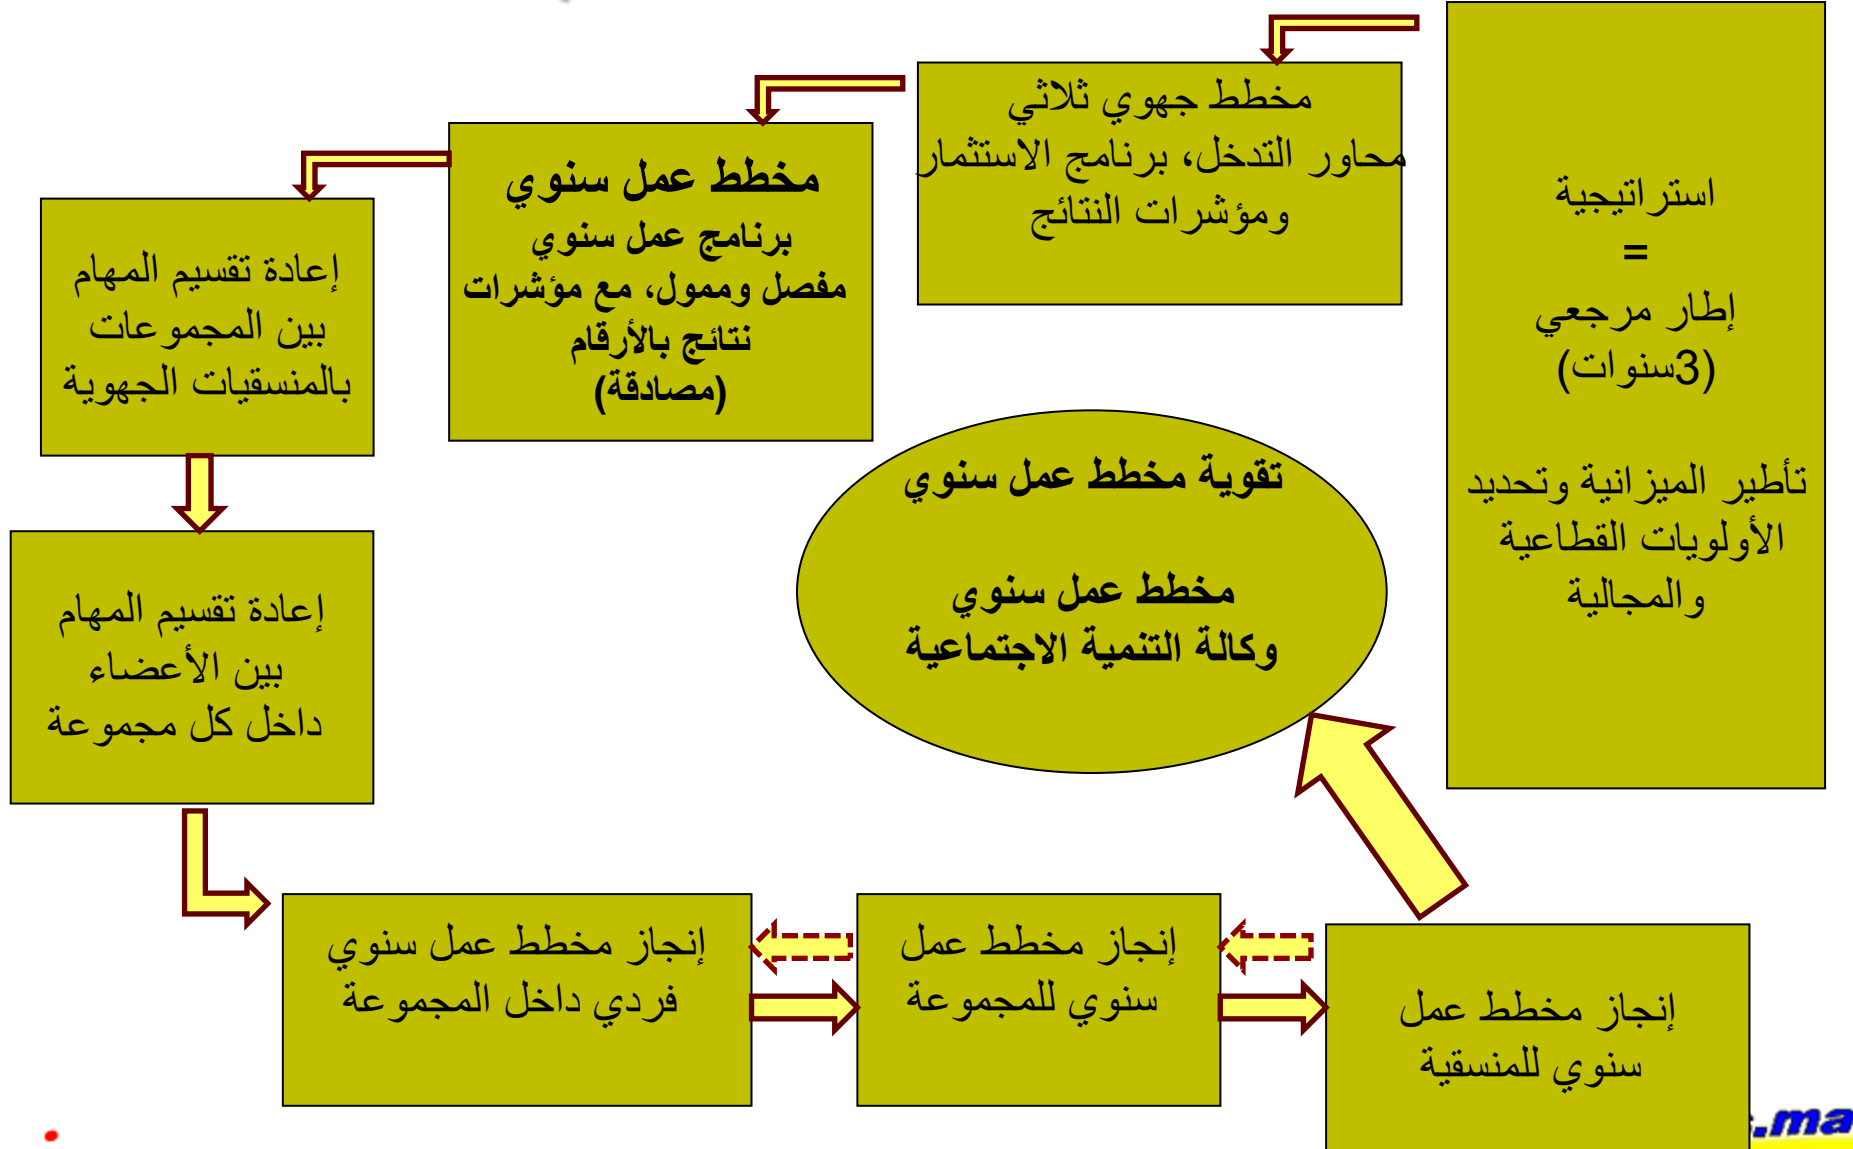 استراتيجية
=
إطار مرجعي
(3سنوات)
تأطير الميزانية وتحديد
الأولويات القطاعية
والمجالية
مخطط جهوي ثلاثي
محاور التدخل، برنامج الاستثمار
ومؤشرات النتائج
مخطط عمل سنوي
برنامج عمل سنوي
مفصل وممول، مع مؤشرات
نتائج بالأرقام
(مصادقة)
إعادة تقسيم المهام
بين المجموعات
بالمنسقيات الجهوية
إعادة تقسيم المهام
بين الأعضاء
داخل كل مجموعة
إنجاز مخطط عمل سنوي
فردي داخل المجموعة
إنجاز مخطط عمل
سنوي للمجموعة
إنجاز مخطط عمل
سنوي للمنسقية
تقوية مخطط عمل سنوي
مخطط عمل سنوي
وكالة التنمية الاجتماعية
.ma